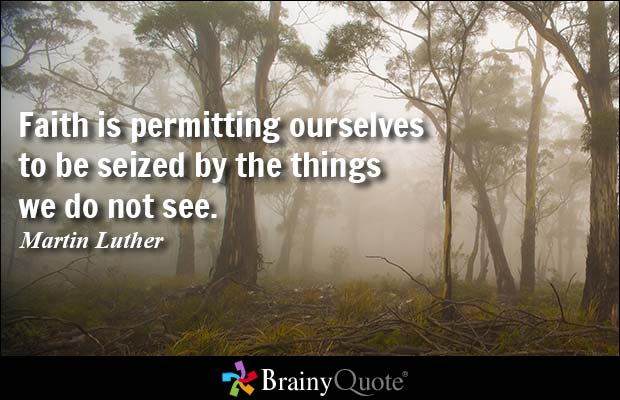 Faith is permitting ourselves
to be seized by the things
we do not see.
Martin Luther
BrainyQuote®